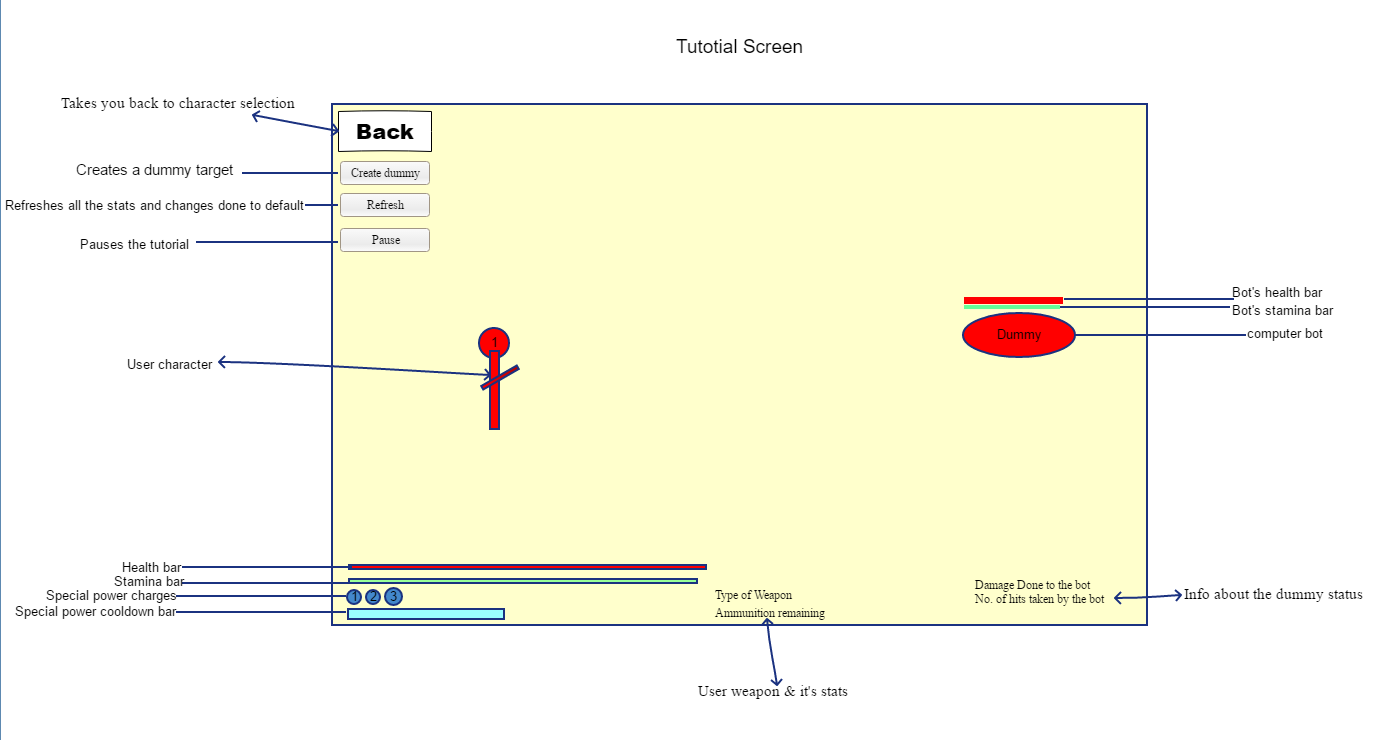 Tutotial Screen
Takes you back to character selection
Back
Creates a dummy target
Create dummy
Refreshes all the stats and changes done to default
Refresh
Pauses the tutorial
Pause
Bot's health bar
Bot's stamina bar
Dummy
computer bot
1
User character
Health bar
Stamina bar
Special power charges
1 2 3
Special power cooldown bar
Type of Weapon
Ammunition remaining
Damage Done to the bot
No. of hits taken by the bot
Info about the dummy status
User weapon & it's stats